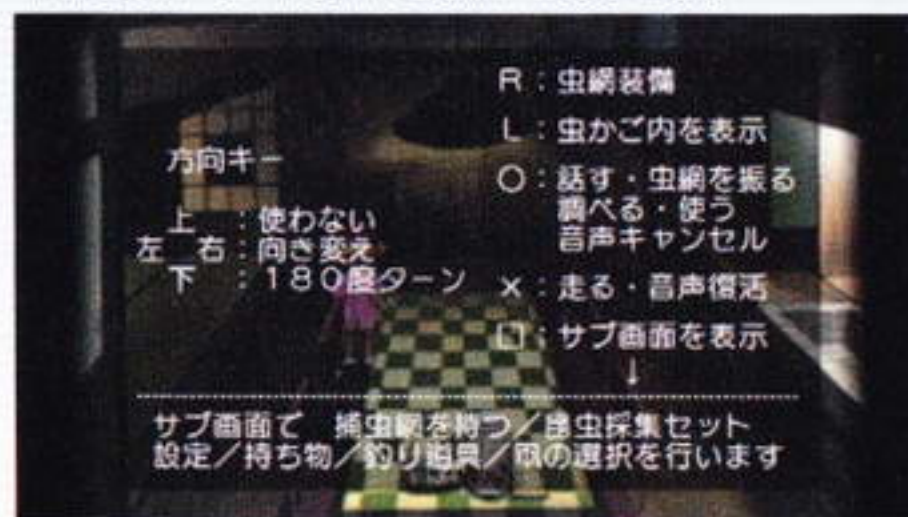 方向キー
上 :使わない
左 右:向き変え
下 :180度ターン
R:虫網装備
L:虫かご内を表示
○:話す・虫網を振る
調べる・使う
音声キャンセル
×:走る・音声復活
□:サブ画面を表示
↓
サブ画面で 捕虫網を持つ/昆虫採集セット
設定/持ち物/釣り道具/凧の選択を行います